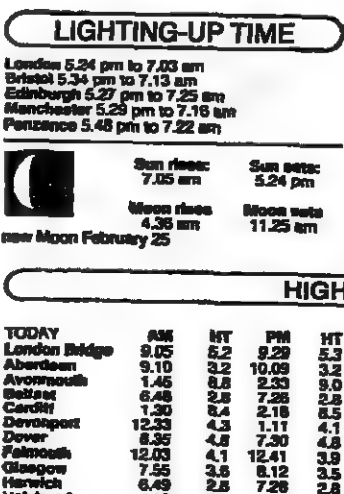 LIGHTING-UP TIME
London 5.24 pm to 7.03 am
Bristol 5.34 pm to 7.13 am
Edinburgh 5.27 pm to 7.25 am
Manchester 5.29 pm to 7.16 am
Penzance 5.48 pm to 7.22 am
Sun rises: Sun sets:
7.05 am 5.24 pm
Moon rises Moon sets
4.36 am 11.25 am
new Moon February 25
HIGH
TODAY AM HT PM HT
London Bridge 9.05 5.2 9.29 5.3
Aberdeen 9.10 3.2 10.09 3.2
Avonmouth 1.45 8.8 2.33 9.0
Belfast 6.48 2.8 7.26 2.8
Cardiff 1.30 8.4 2.18 8.5
Devonport 12.33 4.3 1.11 4.1
Dover 6.35 4.8 7.30 4.8
Falmouth 12.03 4.1 12.41 3.9
Glasgow 7.55 3.6 8.12 3.5
Harwich 6.49 2.8 7.26 2.8